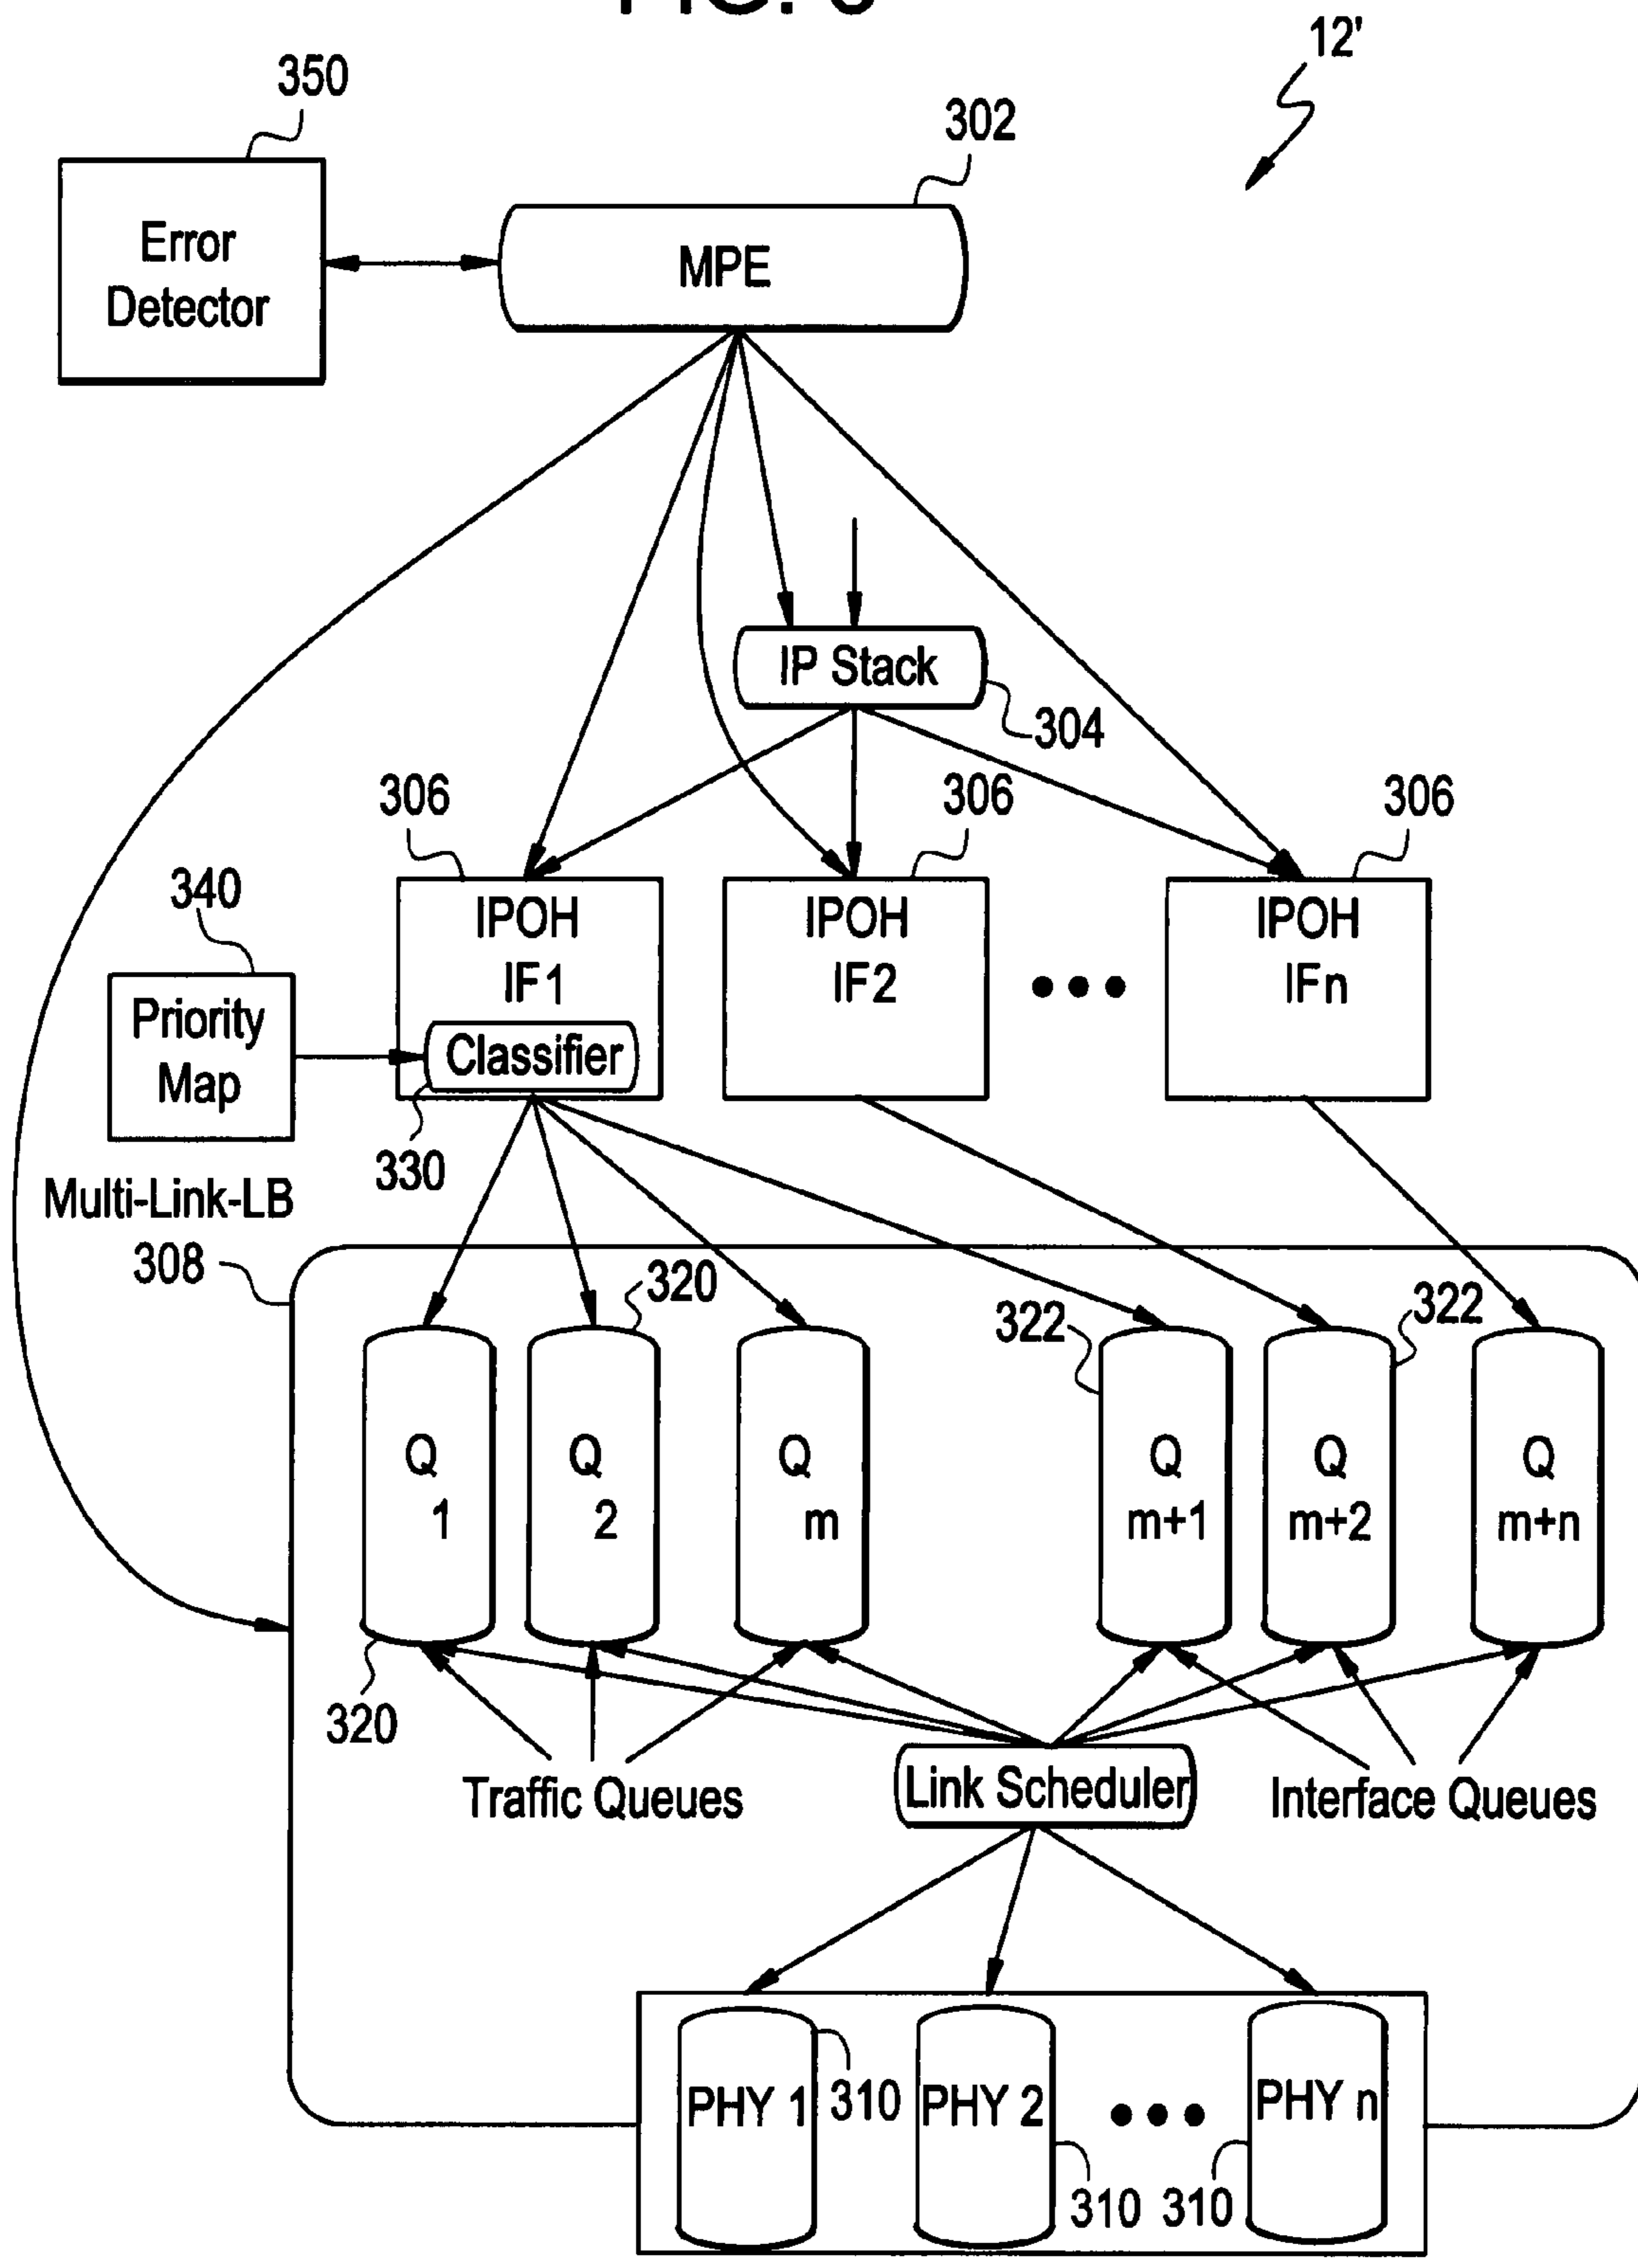 12'
350
302
Error
Detector
MPE
IP Stack
304
306
306
306
340
IPOH
IF1
IPOH
IF2
IPOH
IFn
Priority
Map
Classifier
330
Multi-Link-LB
308
320
322
322
Q
1
Q
2
Q
m
Q
m+1
Q
m+2
Q
m+n
320
Traffic Queues
Link Scheduler
Interface Queues
PHY 1
310
PHY 2
PHY n
310
310